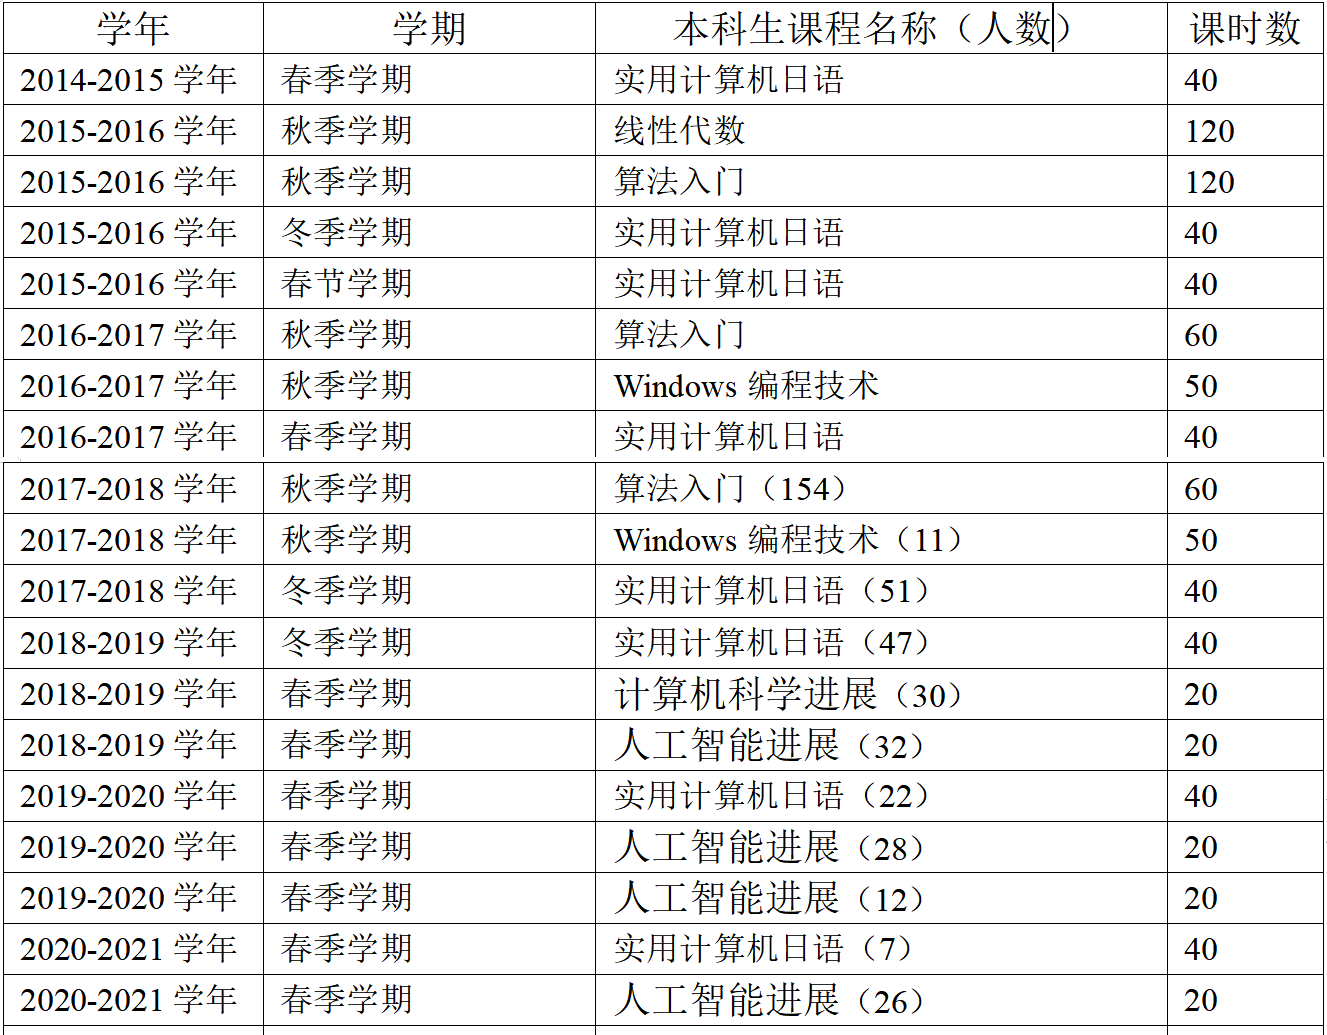 学年 学期 本科生课程名称（人数） 课时数
2014-2015 学年 春季学期 实用计算机日语 40
2015-2016 学年 秋季学期 线性代数 120
2015-2016 学年 秋季学期 算法入门 120
2015-2016 学年 冬季学期 实用计算机日语 40
2015-2016 学年 春节学期 实用计算机日语 40
2016-2017 学年 秋季学期 算法入门 60
2016-2017 学年 秋季学期 Windows 编程技术 50
2016-2017 学年 春季学期 实用计算机日语 40
2017-2018 学年 秋季学期 算法入门（154） 60
2017-2018 学年 秋季学期 Windows 编程技术（11） 50
2017-2018 学年 冬季学期 实用计算机日语（51） 40
2018-2019 学年 冬季学期 实用计算机日语（47） 40
2018-2019 学年 春季学期 计算机科学进展（30） 20
2018-2019 学年 春季学期 人工智能进展（32） 20
2019-2020 学年 春季学期 实用计算机日语（22） 40
2019-2020 学年 春季学期 人工智能进展（28） 20
2019-2020 学年 春季学期 人工智能进展（12） 20
2020-2021 学年 春季学期 实用计算机日语（7） 40
2020-2021 学年 春季学期 人工智能进展（26） 20